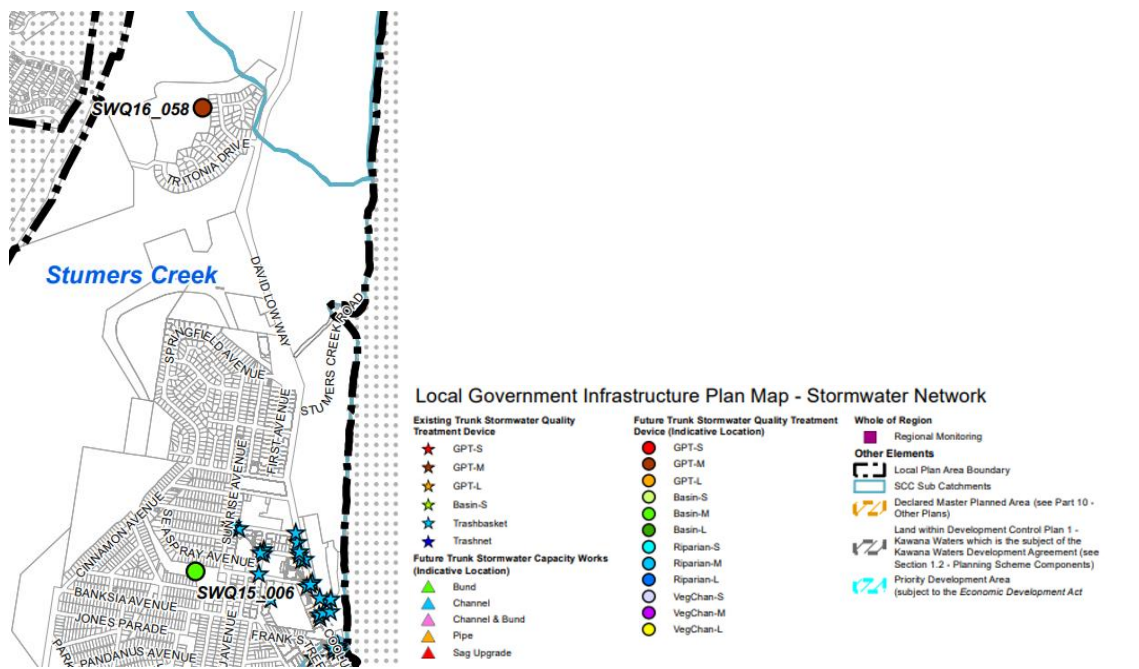 SWQ16_058
TRITONIA DRIVE
Stumers Creek
DAVID LOW WAY
SPRINGFIELD AVENUE
STUMERS CREEK ROAD
FIRST AVENUE
SUNRISE AVENUE
CINNAMON AVENUE
SEASP
RAY AVENUE
SWQ15_006
BANKSIA AVENUE
JONES PARADE
FRANK S
PANDANUS AVENUE
Local Government Infrastructure Plan Map - Stormwater Network
Existing Trunk Stormwater Quality
Treatment Device
GPT-S
GPT-M
GPT-L
Basin-S
Trashbasket
Trashnet
Future Trunk Stormwater Capacity Works
(Indicative Location)
Bund
Channel
Channel & Bund
Pipe
Sag Upgrade
Future Trunk Stormwater Quality Treatment
Device (Indicative Location)
GPT-S
GPT-M
GPT-L
Basin-S
Basin-M
Basin-L
Riparian-S
Riparian-M
Riparian-L
VegChan-S
VegChan-M
VegChan-L
Whole of Region
Regional Monitoring
Other Elements
Local Plan Area Boundary
SCC Sub Catchments
Declared Master Planned Area (see Part 10 -
Other Plans)
Land within Development Control Plan 1 -
Kawana Waters which is the subject of the
Kawana Waters Development Agreement (see
Section 1.2 - Planning Scheme Components)
Priority Development Area
(subject to the Economic Development Act